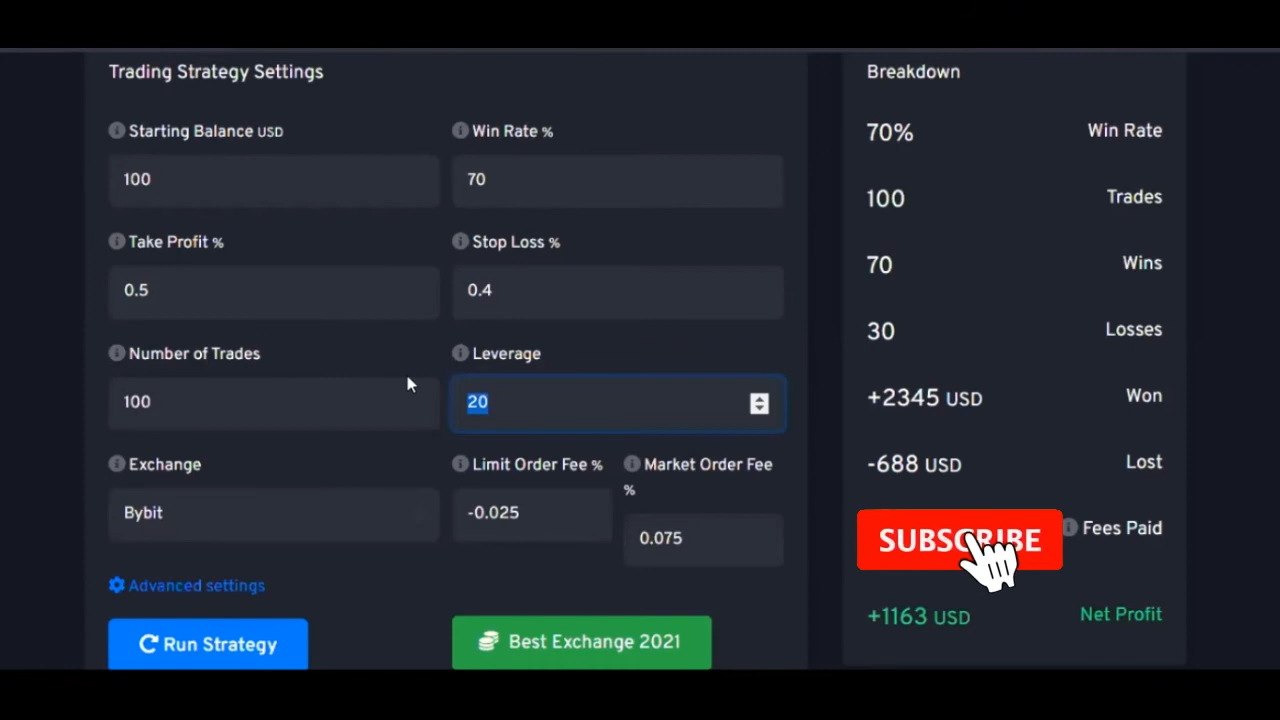 Trading Strategy Settings
Starting Balance USD
Win Rate %
100
70
Take Profit %
Stop Loss %
0.5
0.4
Number of Trades
Leverage
100
20
Exchange
Limit Order Fee %
Market Order Fee
%
Bybit
-0.025
0.075
Advanced settings
Run Strategy
Best Exchange 2021
Breakdown
70% Win Rate
100 Trades
70 Wins
30 Losses
+2345 USD Won
-688 USD Lost
SUBSCRIBE
Fees Paid
+1163 USD Net Profit